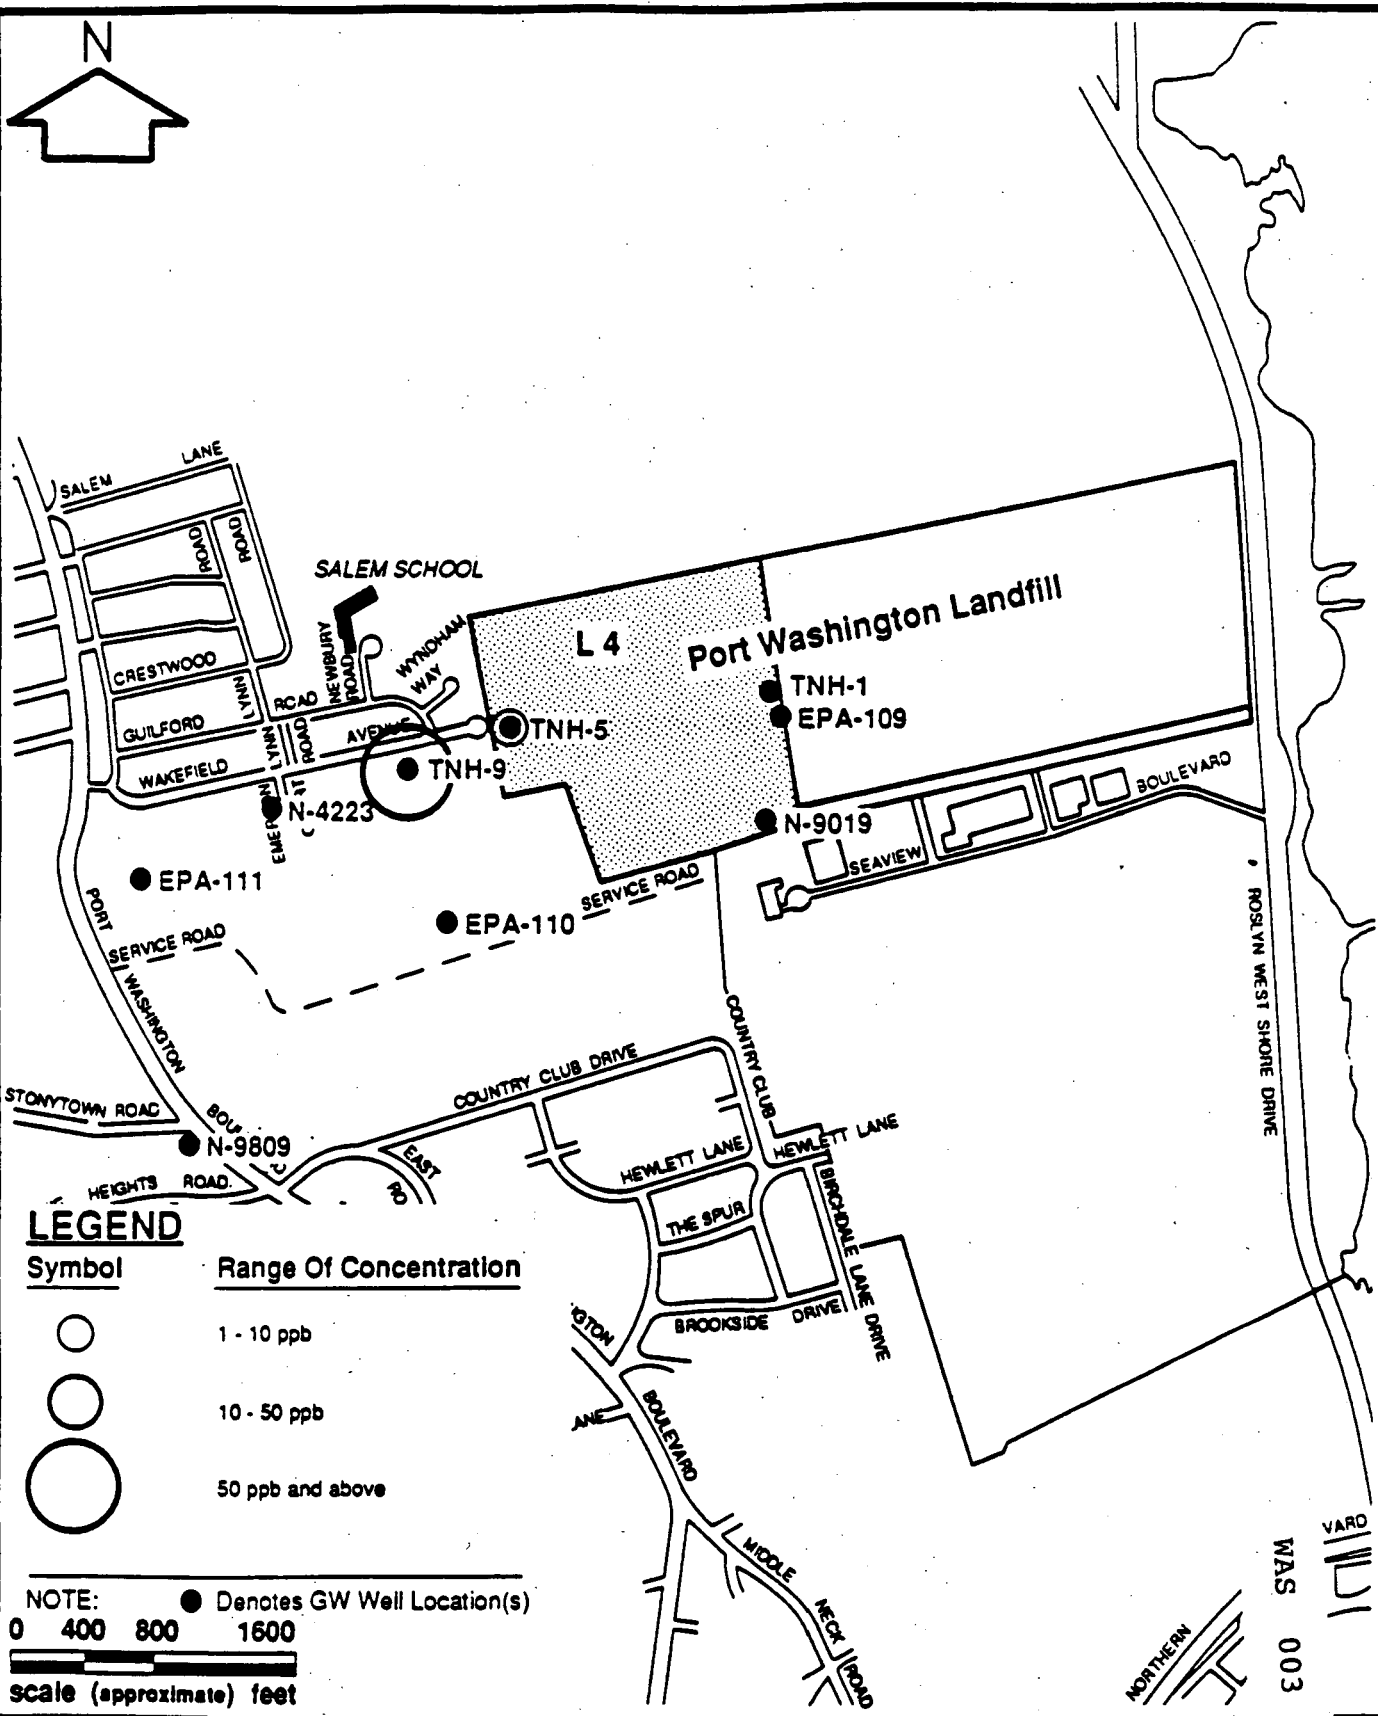 N
SALEM LANE
ROAD
ROAD
SALEM SCHOOL
CRESTWOOD
LYNN
GUILFORD
ROAD
NEWBURY
ROAD
WYNDHAM
WAY
WAKEFIELD
AVENUE
LYNN
ROAD
L 4
Port Washington Landfill
TNH-1
EPA-109
TNH-5
TNH-9
N-4223
N-9019
EPA-111
EPA-110
SERVICE ROAD
SERVICE ROAD
SEAVIEW
BOULEVARD
PORT
WASHINGTON
ROSLYN WEST SHORE DRIVE
STONYTOWN ROAD
N-9809
HEIGHTS ROAD
COUNTRY CLUB DRIVE
EAST
RO
COUNTRY CLUB
HEWLETT LANE
HEWLETT LANE
THE SPUR
BIRCHDALE LANE DRIVE
BROOKSIDE DRIVE
GTON
BOULEVARD
ANE
MIDDLE
NECK
ROAD
NORTHERN
VARD
LEGEND
Symbol Range Of Concentration
1 - 10 ppb
10 - 50 ppb
50 ppb and above
NOTE: Denotes GW Well Location(s)
0 400 800 1600
scale (approximate) feet
WAS 003